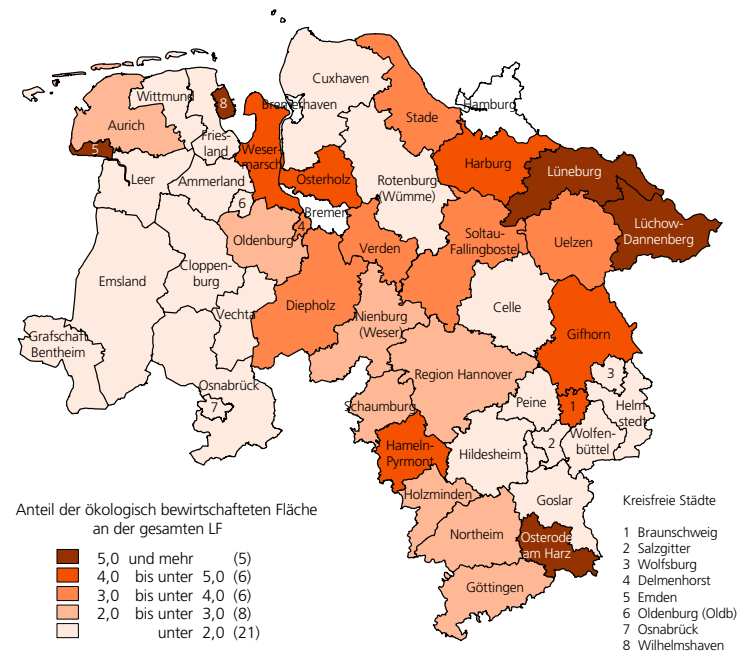 Cuxhaven
Wittmund
8
Bremerhaven
Hamburg
Stade
Aurich
Fries-
land
5
Weser-
marsch
Harburg
Lüneburg
Leer
Ammerland
Osterholz
Rotenburg
(Wümme)
6
Bremen
4
Lüchow-
Dannenberg
Oldenburg
Verden
Soltau-
Fallingbostel
Uelzen
Emsland
Cloppen-
burg
Vechta
Diepholz
Nienburg
(Weser)
Celle
Gifhorn
Grafschaft
Bentheim
Region Hannover
3
Osnabrück
7
Schaumburg
Peine
1
Helm-
stedt
Hameln-
Pyrmont
Hildesheim
2
Wolfen-
büttel
Holzminden
Goslar
Northeim
Osterode
am Harz
Göttingen
Anteil der ökologisch bewirtschafteten Fläche
an der gesamten LF
5,0 und mehr (5)
4,0 bis unter 5,0 (6)
3,0 bis unter 4,0 (6)
2,0 bis unter 3,0 (8)
unter 2,0 (21)
Kreisfreie Städte
1 Braunschweig
2 Salzgitter
3 Wolfsburg
4 Delmenhorst
5 Emden
6 Oldenburg (Oldb)
7 Osnabrück
8 Wilhelmshaven